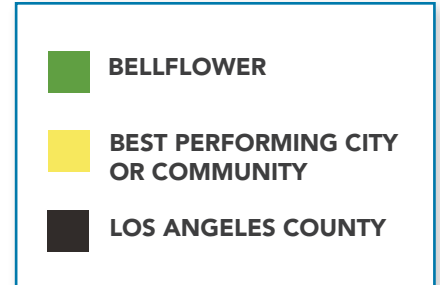 BELLFLOWER
BEST PERFORMING CITY
OR COMMUNITY
LOS ANGELES COUNTY